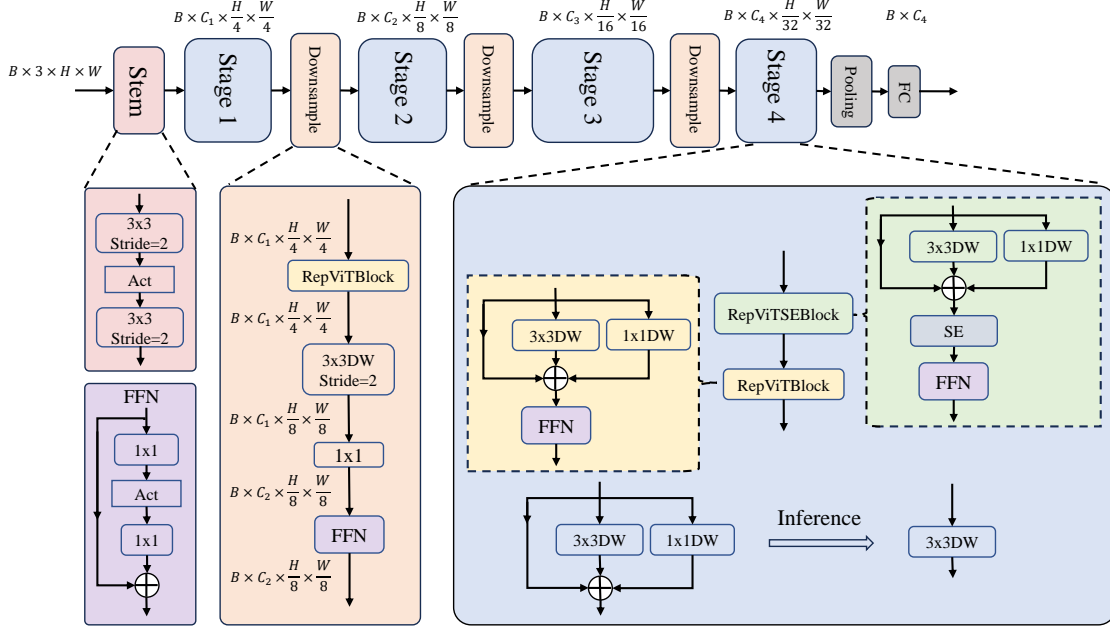 B × C₁ × H/4 × W/4
B × C₂ × H/8 × W/8
B × C₃ × H/16 × W/16
B × C₄ × H/32 × W/32
B × C₄
B × 3 × H × W
Stem
Stage 1
Downsample
Stage 2
Downsample
Stage 3
Downsample
Stage 4
Pooling
FC
3x3
Stride=2
Act
3x3
Stride=2
FFN
1x1
Act
1x1
B × C₁ × H/4 × W/4
RepViTBlock
B × C₁ × H/4 × W/4
3x3DW
Stride=2
B × C₁ × H/8 × W/8
1x1
B × C₂ × H/8 × W/8
FFN
B × C₂ × H/8 × W/8
3x3DW
1x1DW
FFN
RepViTSEBlock
RepViTBlock
3x3DW
1x1DW
SE
FFN
3x3DW
1x1DW
Inference
3x3DW